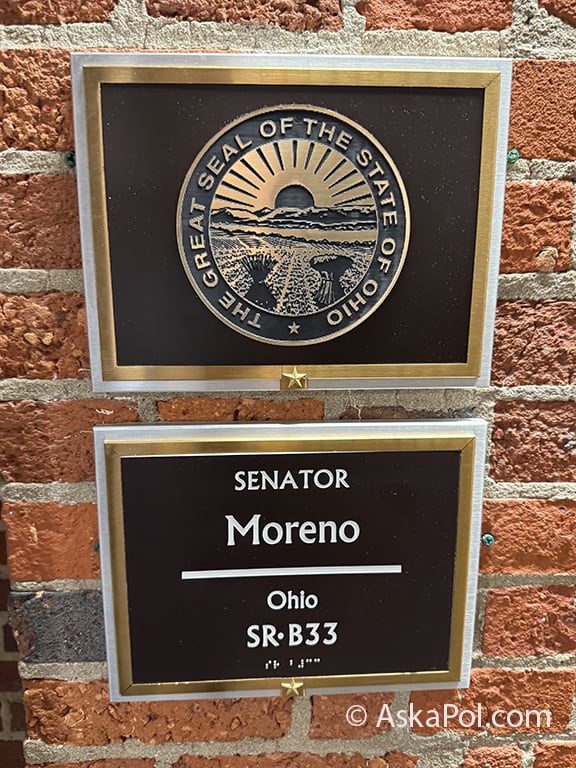 THE GREAT SEAL OF THE STATE OF OHIO
SENATOR
Moreno
Ohio
SR·B33
© AskaPol.com